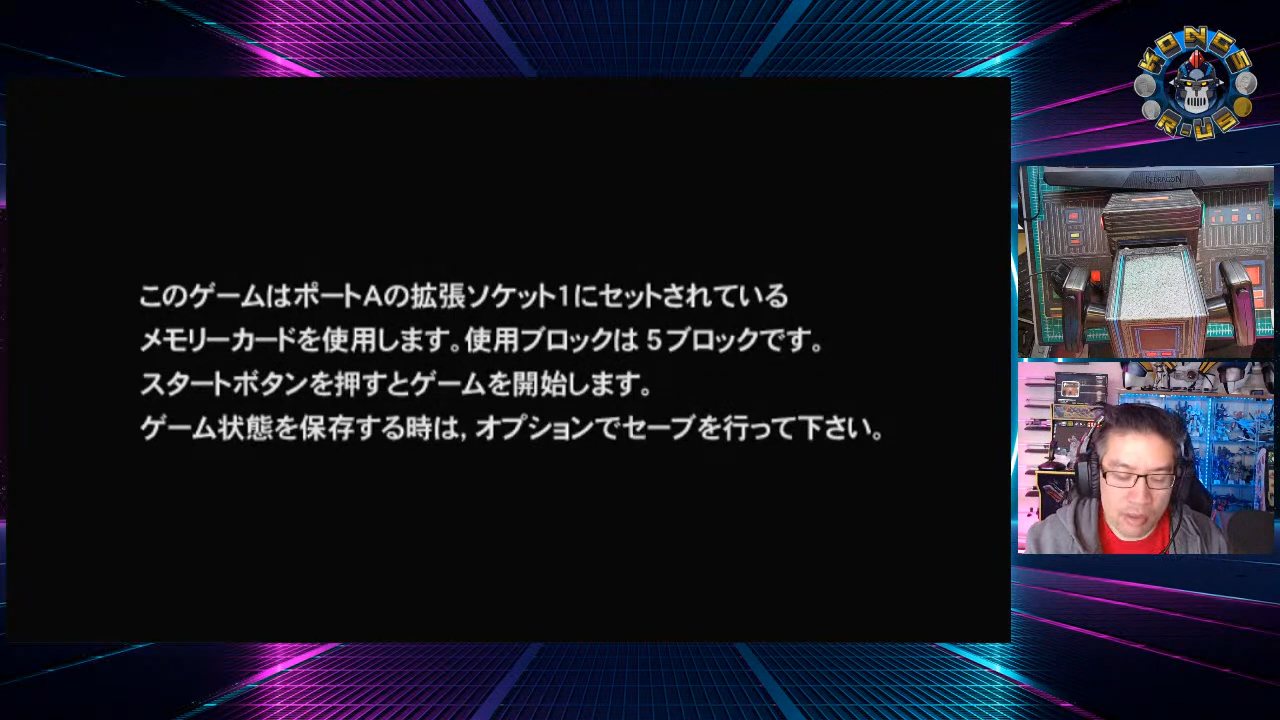 このゲームはポートAの拡張ソケット1にセットされている
メモリーカードを使用します。使用ブロックは 5ブロックです。
スタートボタンを押すとゲームを開始します。
ゲーム状態を保存する時は, オプションでセーブを行って下さい。
KONGS
R-US
REDRAGON